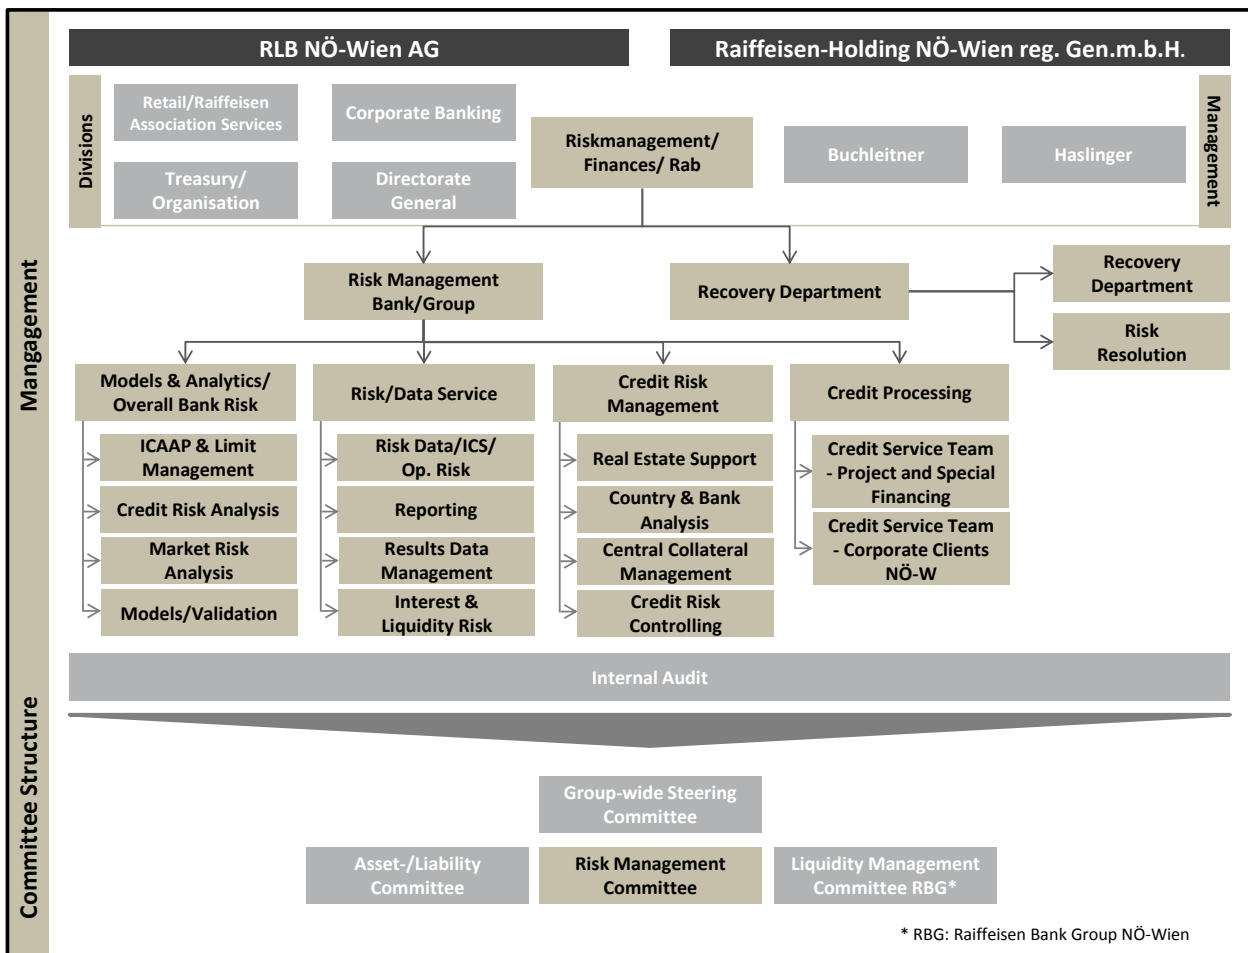 RLB NÖ-Wien AG
Raiffeisen-Holding NÖ-Wien reg. Gen.m.b.H.
Divisions
Retail/Raiffeisen
Association Services
Corporate Banking
Treasury/
Organisation
Directorate
General
Riskmanagement/
Finances/ Rab
Buchleitner
Haslinger
Management
Mangagement
Risk Management
Bank/Group
Recovery Department
Recovery
Department
Risk
Resolution
Models & Analytics/
Overall Bank Risk
ICAAP & Limit
Management
Credit Risk Analysis
Market Risk
Analysis
Models/Validation
Risk/Data Service
Risk Data/ICS/
Op. Risk
Reporting
Results Data
Management
Interest &
Liquidity Risk
Credit Risk
Management
Real Estate Support
Country & Bank
Analysis
Central Collateral
Management
Credit Risk
Controlling
Credit Processing
Credit Service Team
- Project and Special
Financing
Credit Service Team
- Corporate Clients
NÖ-W
Internal Audit
Committee Structure
Group-wide Steering
Committee
Asset-/Liability
Committee
Risk Management
Committee
Liquidity Management
Committee RBG*
* RBG: Raiffeisen Bank Group NÖ-Wien